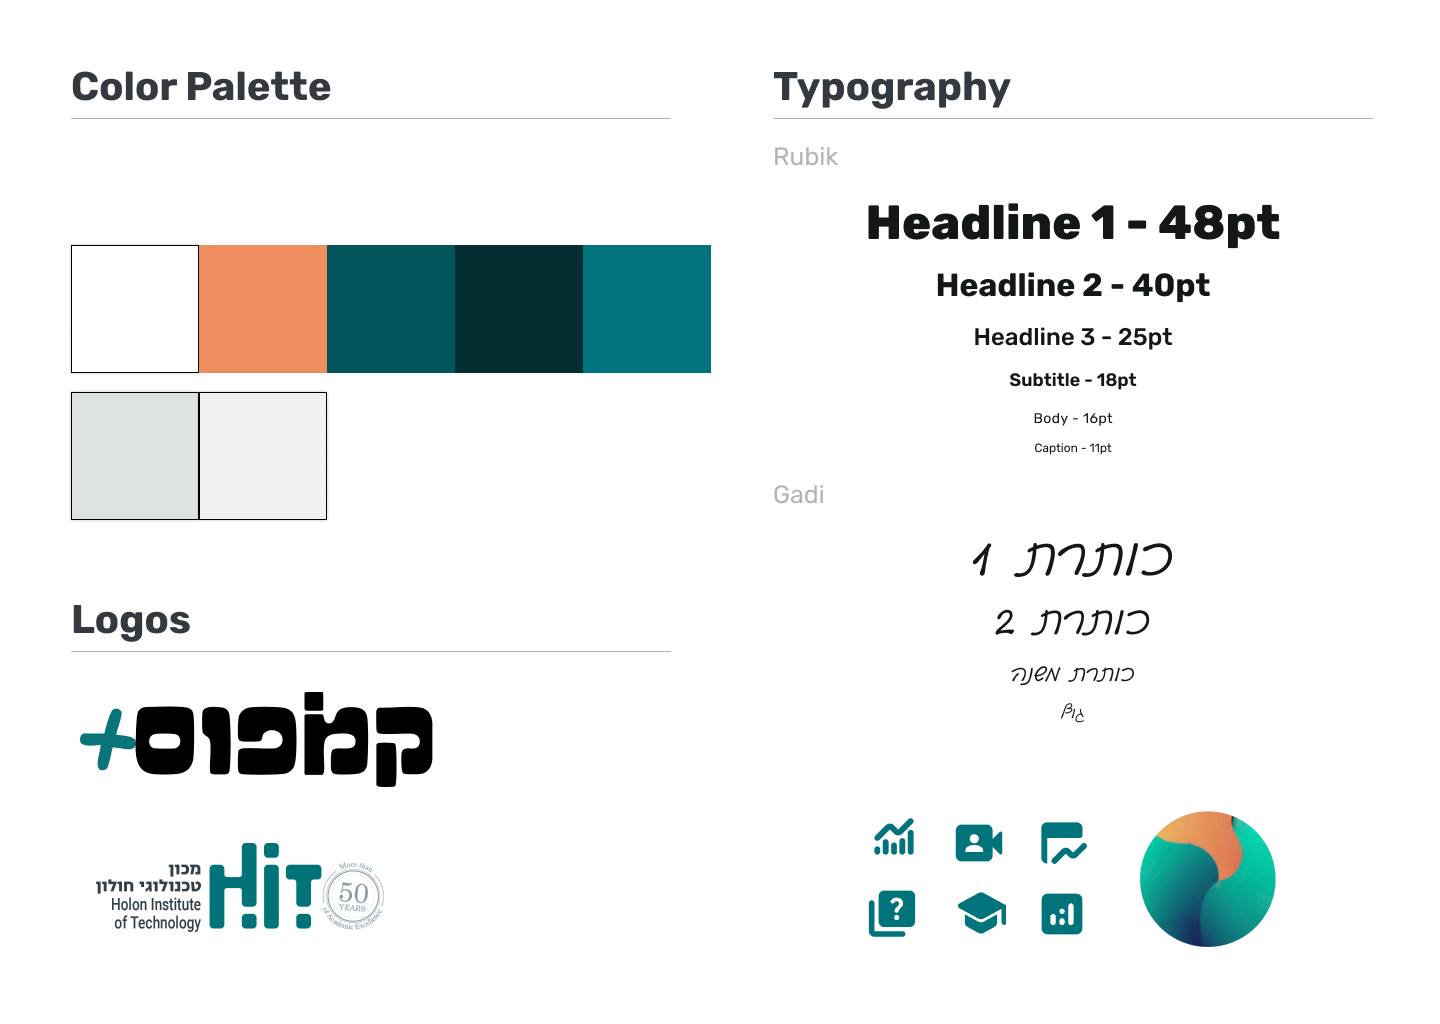 Color Palette
Logos
קמפוס+
מכון
טכנולוגי חולון
Holon Institute
of Technology
HiT
More than
50
YEARS
of Academic Excellence
Typography
Rubik
Headline 1 - 48pt
Headline 2 - 40pt
Headline 3 - 25pt
Subtitle - 18pt
Body - 16pt
Caption - 11pt
Gadi
כותרת 1
כותרת 2
כותרת משנה
גוף
?